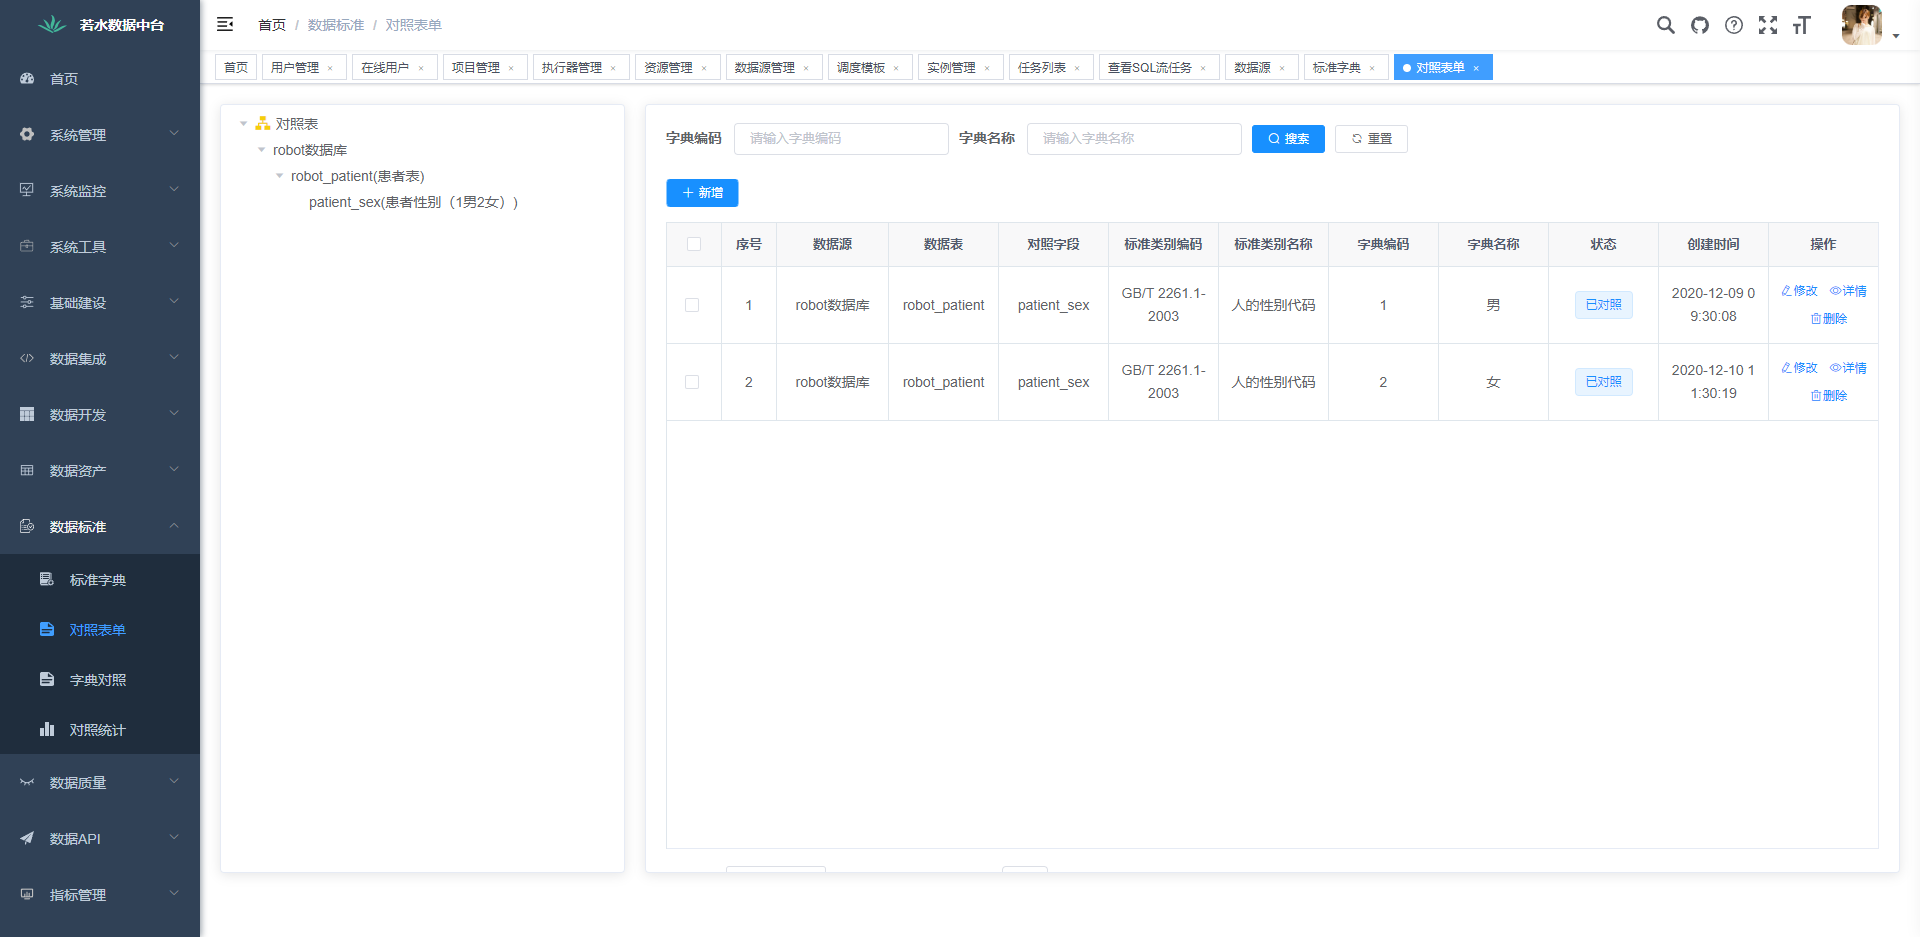 若水数据中台
首页
系统管理
系统监控
系统工具
基础建设
数据集成
数据开发
数据资产
数据标准
标准字典
对照表单
字典对照
对照统计
数据质量
数据API
指标管理
首页 / 数据标准 / 对照表单
首页 用户管理 × 在线用户 × 项目管理 × 执行器管理 × 资源管理 × 数据源管理 × 调度模板 × 实例管理 × 任务列表 × 查看SQL流任务 × 数据源 × 标准字典 × 对照表单 ×
对照表
robot数据库
robot_patient(患者表)
patient_sex(患者性别（1男2女）)
字典编码 请输入字典编码 字典名称 请输入字典名称 搜索 重置
新增
序号 数据源 数据表 对照字段 标准类别编码 标准类别名称 字典编码 字典名称 状态 创建时间 操作
1 robot数据库 robot_patient patient_sex GB/T 2261.1-2003 人的性别代码 1 男 已对照 2020-12-09 09:30:08 修改 详情 删除
2 robot数据库 robot_patient patient_sex GB/T 2261.1-2003 人的性别代码 2 女 已对照 2020-12-10 11:30:19 修改 详情 删除